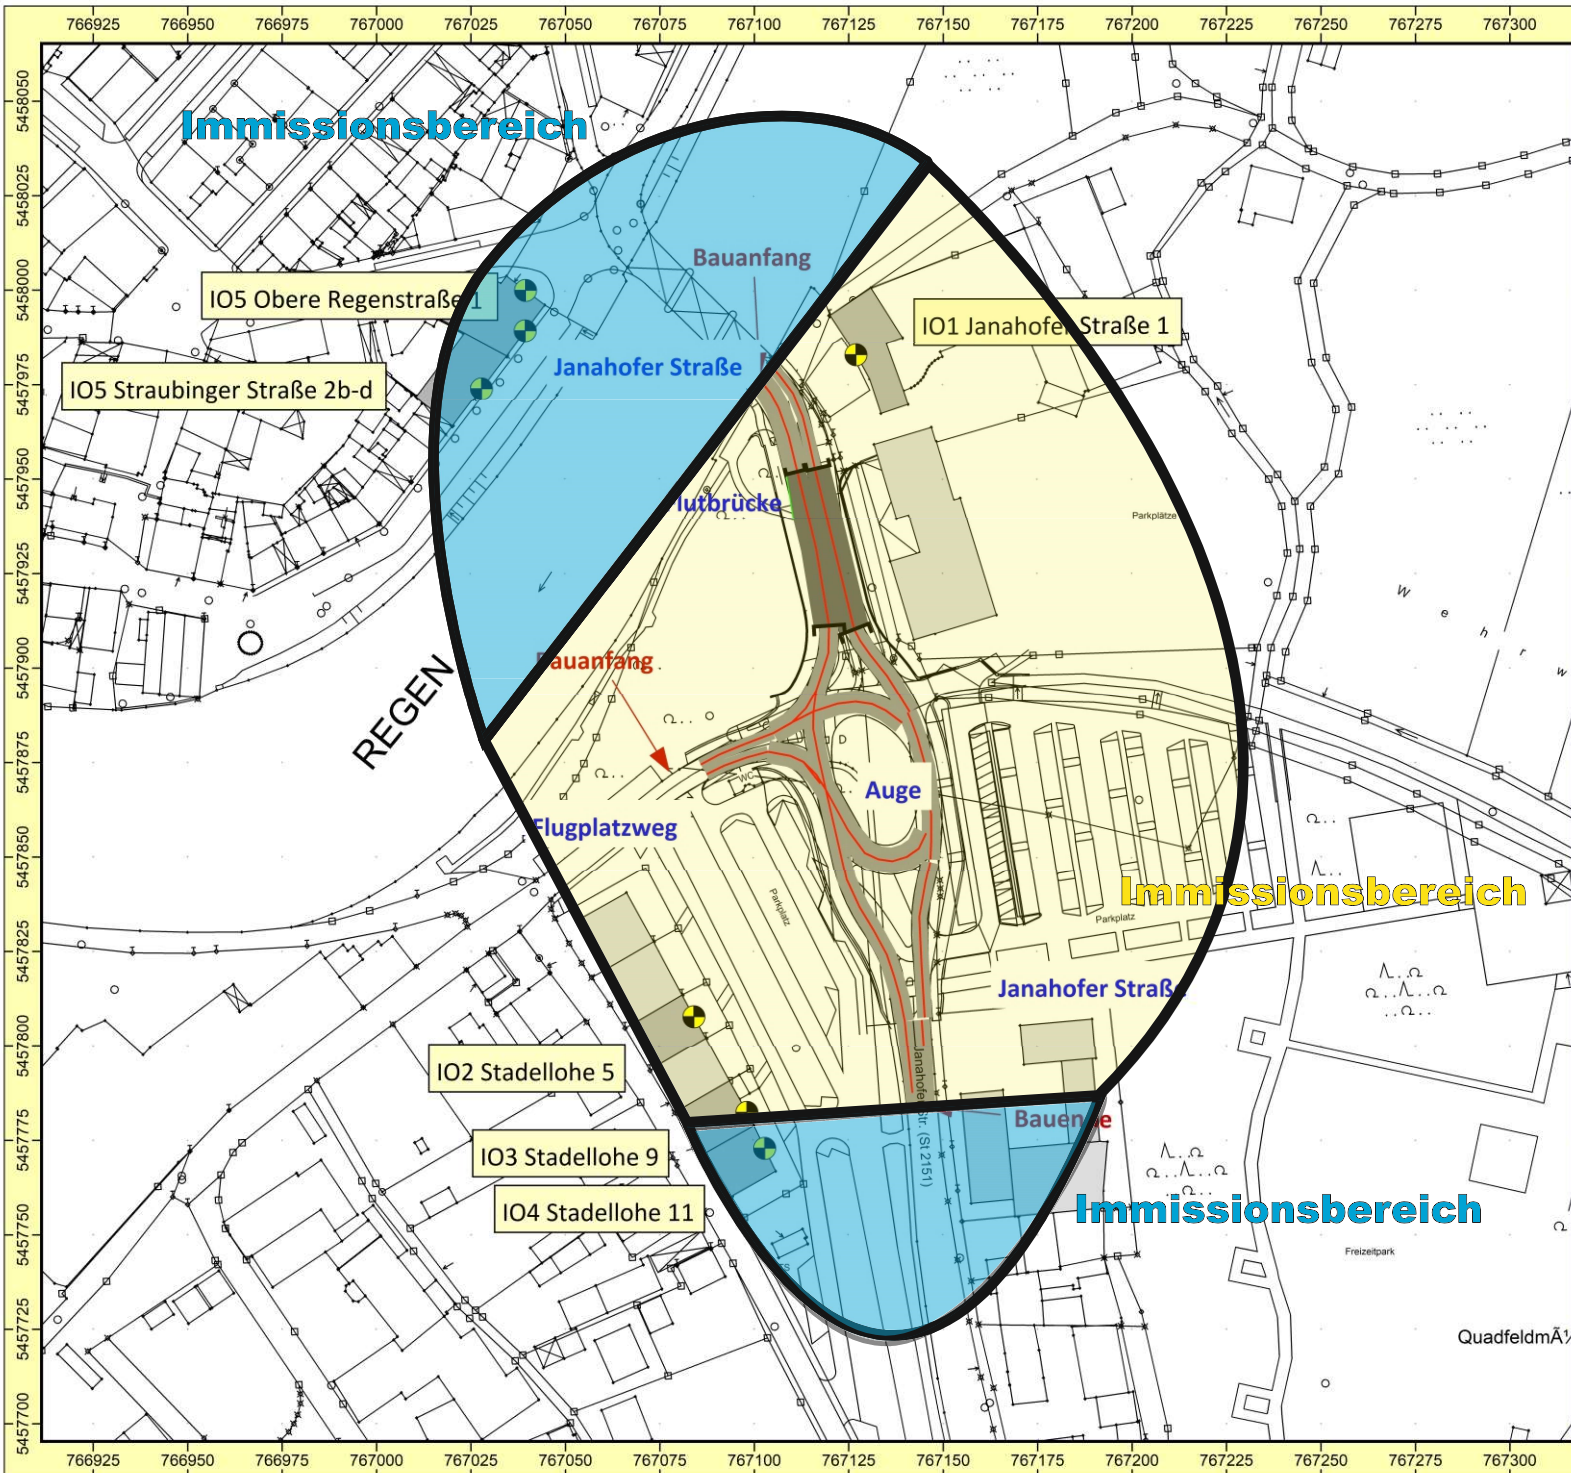 766925 766950 766975 767000 767025 767050 767075 767100 767125 767150 767175 767200 767225 767250 767275 767300
5458050
5458025
5458000
5457975
5457950
5457925
5457900
5457875
5457850
5457825
5457800
5457775
5457750
5457725
5457700
Immissionsbereich
Bauanfang
IO5 Obere Regenstraße 1
IO1 Janahofer Straße 1
Janahofer Straße
IO5 Straubinger Straße 2b-d
lutbrücke
Parkplätze
W e h r w
Bauanfang
REGEN
D
WC
Auge
Flugplatzweg
Immissionsbereich
Parkplatz
Parkplatz
Janahofer Straße
IO2 Stadellohe 5
Janahofer Str. (St 2151)
Bauende
IO3 Stadellohe 9
IO4 Stadellohe 11
Immissionsbereich
Freizeitpark
QuadfeldmÃ¼
766925 766950 766975 767000 767025 767050 767075 767100 767125 767150 767175 767200 767225 767250 767275 767300